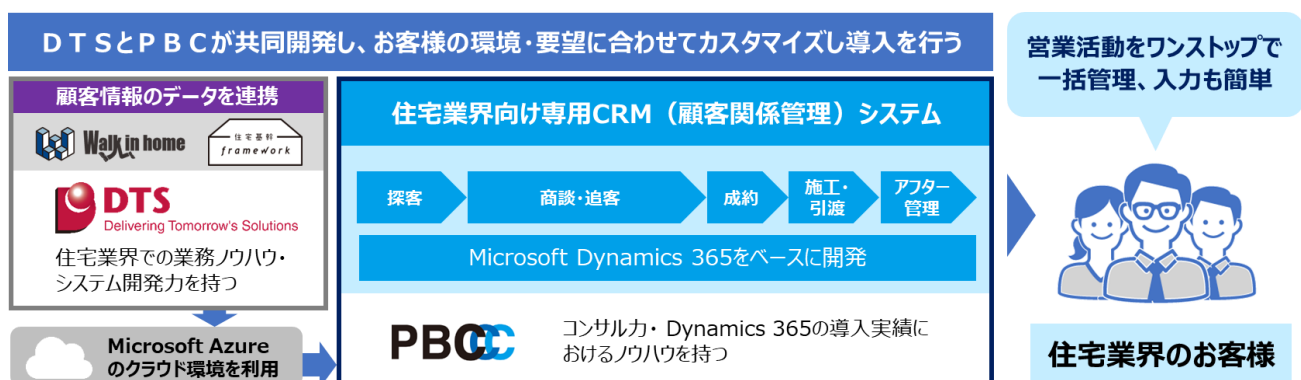 DTSとPBCが共同開発し、お客様の環境・要望に合わせてカスタマイズし導入を行う
営業活動をワンストップで
一括管理、入力も簡単
顧客情報のデータを連携
Walk in home
住宅基幹
framework
DTS
Delivering Tomorrow's Solutions
住宅業界での業務ノウハウ・
システム開発力を持つ
Microsoft Azure
のクラウド環境を利用
住宅業界向け専用CRM（顧客関係管理）システム
探客
商談・追客
成約
施工・
引渡
アフター
管理
Microsoft Dynamics 365をベースに開発
PBC
コンサル力・Dynamics 365の導入実績に
おけるノウハウを持つ
住宅業界のお客様